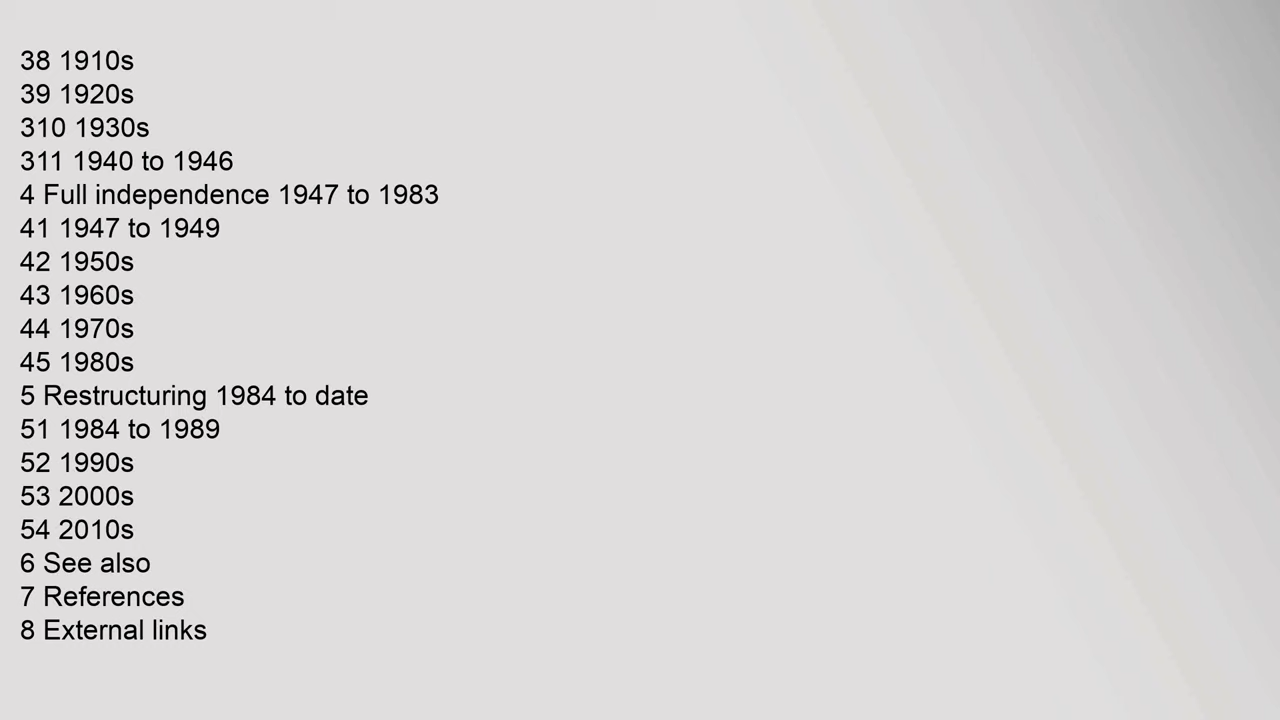 38 1910s
39 1920s
310 1930s
311 1940 to 1946
4 Full independence 1947 to 1983
41 1947 to 1949
42 1950s
43 1960s
44 1970s
45 1980s
5 Restructuring 1984 to date
51 1984 to 1989
52 1990s
53 2000s
54 2010s
6 See also
7 References
8 External links